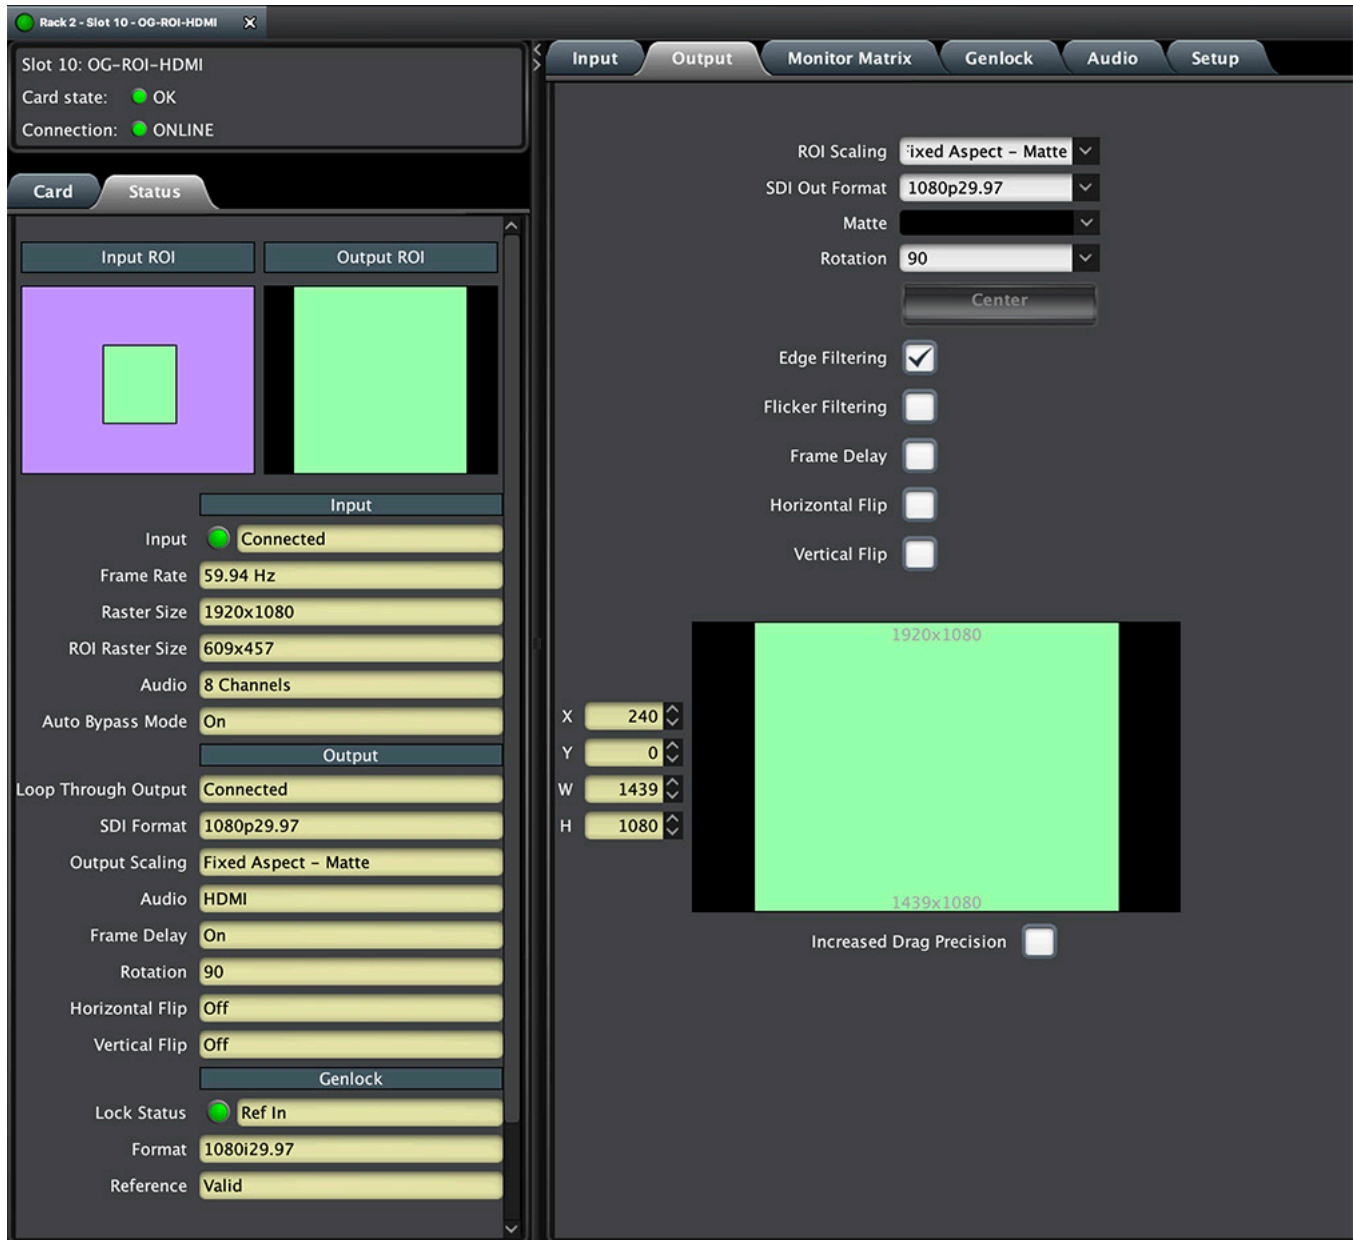 Rack 2 - Slot 10 - OG-ROI-HDMI X
Slot 10: OG-ROI-HDMI
Card state: OK
Connection: ONLINE
Card Status
Input ROI Output ROI
Input
Input Connected
Frame Rate 59.94 Hz
Raster Size 1920x1080
ROI Raster Size 609x457
Audio 8 Channels
Auto Bypass Mode On
Output
Loop Through Output Connected
SDI Format 1080p29.97
Output Scaling Fixed Aspect - Matte
Audio HDMI
Frame Delay On
Rotation 90
Horizontal Flip Off
Vertical Flip Off
Genlock
Lock Status Ref In
Format 1080i29.97
Reference Valid
Input Output Monitor Matrix Genlock Audio Setup
ROI Scaling ixed Aspect - Matte
SDI Out Format 1080p29.97
Matte
Rotation 90
Center
Edge Filtering
Flicker Filtering
Frame Delay
Horizontal Flip
Vertical Flip
1920x1080
X 240
Y 0
W 1439
H 1080
1439x1080
Increased Drag Precision